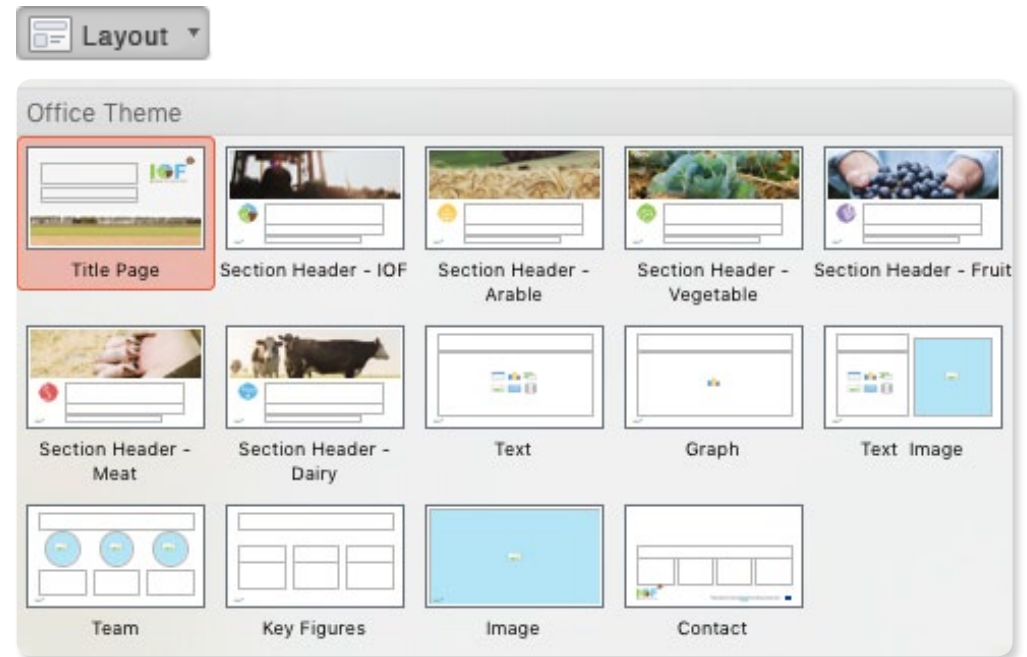 Layout
Office Theme
IOF
Title Page
Section Header - IOF
Section Header -
Arable
Section Header -
Vegetable
Section Header - Fruit
Section Header -
Meat
Section Header -
Dairy
Text
Graph
Text Image
Team
Key Figures
Image
Contact
IOF